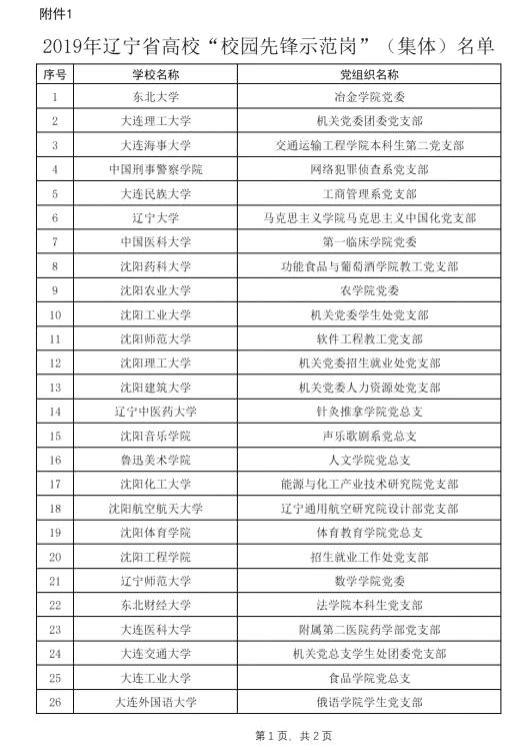 附件1
2019年辽宁省高校“校园先锋示范岗”（集体）名单
序号 学校名称 党组织名称
1 东北大学 冶金学院党委
2 大连理工大学 机关党委团委党支部
3 大连海事大学 交通运输工程学院本科生第二党支部
4 中国刑事警察学院 网络犯罪侦查系党支部
5 大连民族大学 工商管理系党支部
6 辽宁大学 马克思主义学院马克思主义中国化党支部
7 中国医科大学 第一临床学院党委
8 沈阳药科大学 功能食品与葡萄酒学院教工党支部
9 沈阳农业大学 农学院党委
10 沈阳工业大学 机关党委学生处党支部
11 沈阳师范大学 软件工程教工党支部
12 沈阳理工大学 机关党委招生就业处党支部
13 沈阳建筑大学 机关党委人力资源处党支部
14 辽宁中医药大学 针灸推拿学院党总支
15 沈阳音乐学院 声乐歌剧系党总支
16 鲁迅美术学院 人文学院党总支
17 沈阳化工大学 能源与化工产业技术研究院党支部
18 沈阳航空航天大学 辽宁通用航空研究院设计部党支部
19 沈阳体育学院 体育教育学院党总支
20 沈阳工程学院 招生就业工作处党支部
21 辽宁师范大学 数学学院党委
22 东北财经大学 法学院本科生党支部
23 大连医科大学 附属第二医院药学部党支部
24 大连交通大学 机关党总支学生处团委党支部
25 大连工业大学 食品学院党总支
26 大连外国语大学 俄语学院学生党支部
第 1 页，共 2 页